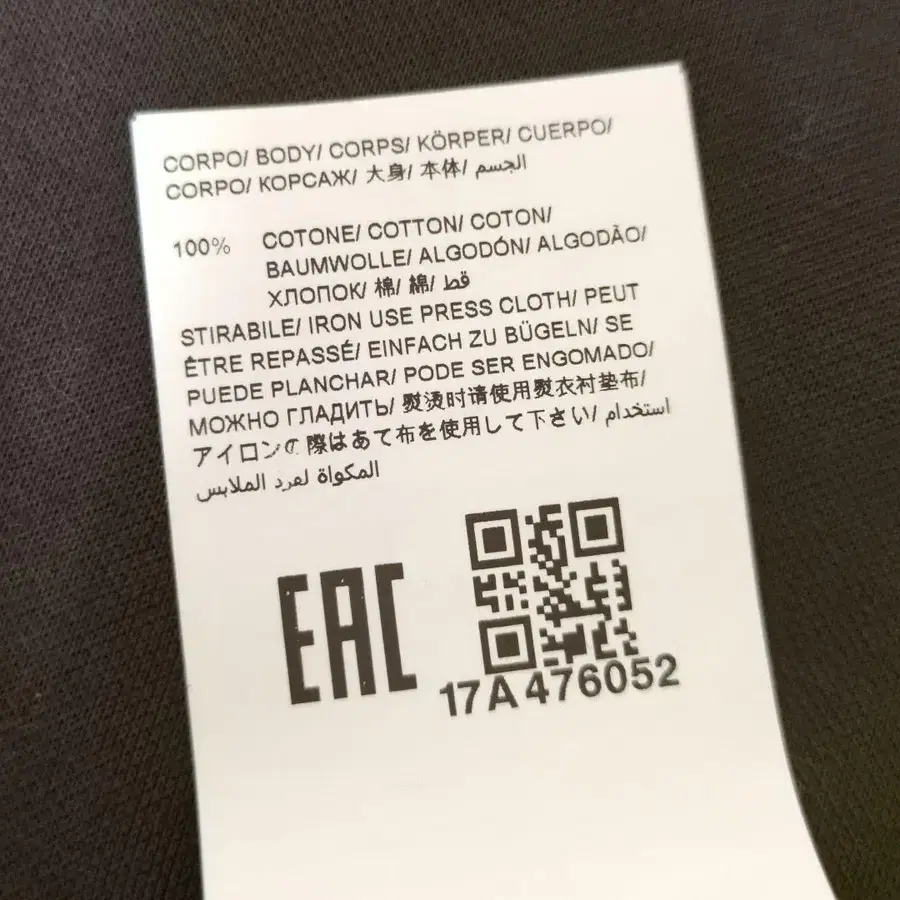 CORPO/ BODY/ CORPS/ KÖRPER/ CUERPO/
CORPO/ КОРСАЖ/ 大身/ 本体/ الجسم
100% COTONE/ COTTON/ COTON/
BAUMWOLLE/ ALGODÓN/ ALGODÃO/
ХЛОПОК/ 棉/ 綿/ قط
STIRABILE/ IRON USE PRESS CLOTH/ PEUT
ÊTRE REPASSÉ/ EINFACH ZU BÜGELN/ SE
PUEDE PLANCHAR/ PODE SER ENGOMADO/
МОЖНО ГЛАДИТЬ/ 熨烫时请使用熨衣衬垫布/
アイロンの際はあて布を使用して下さい/ استخدام
المكواة لفرد الملابس
EAC
17A476052